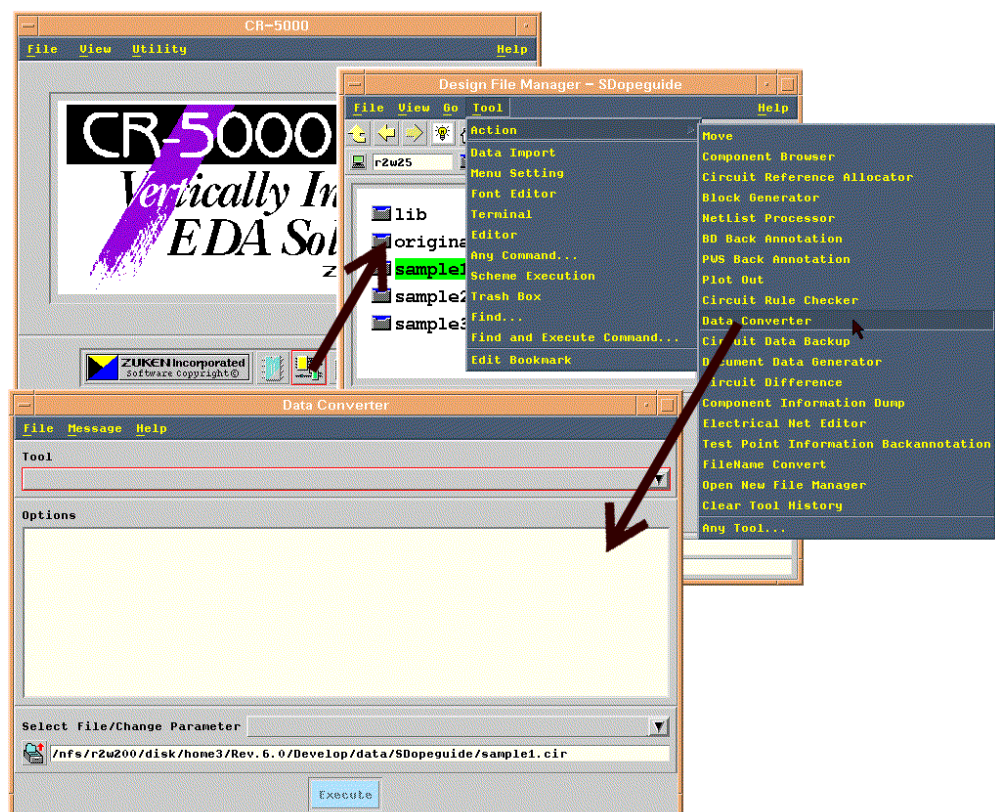 CR-5000
File View Utility Help
CR-5000
Vertically In
EDA Sol
Z
ZUKEN Incorporated
Software Copyright©
Design File Manager - SDopeguide
File View Go Tool Help
r2w25
lib
origina
sample1
sample2
sample3
Action
Data Import
Menu Setting
Font Editor
Terminal
Editor
Any Command...
Scheme Execution
Trash Box
Find...
Find and Execute Command...
Edit Bookmark
Move
Component Browser
Circuit Reference Allocator
Block Generator
NetList Processor
BD Back Annotation
PWS Back Annotation
Plot Out
Circuit Rule Checker
Data Converter
Circuit Data Backup
Document Data Generator
Circuit Difference
Component Information Dump
Electrical Net Editor
Test Point Information Backannotation
FileName Convert
Open New File Manager
Clear Tool History
Any Tool...
Data Converter
File Message Help
Tool
Options
Select File/Change Parameter
/nfs/r2w200/disk/home3/Rev.6.0/Develop/data/SDopeguide/sample1.cir
Execute